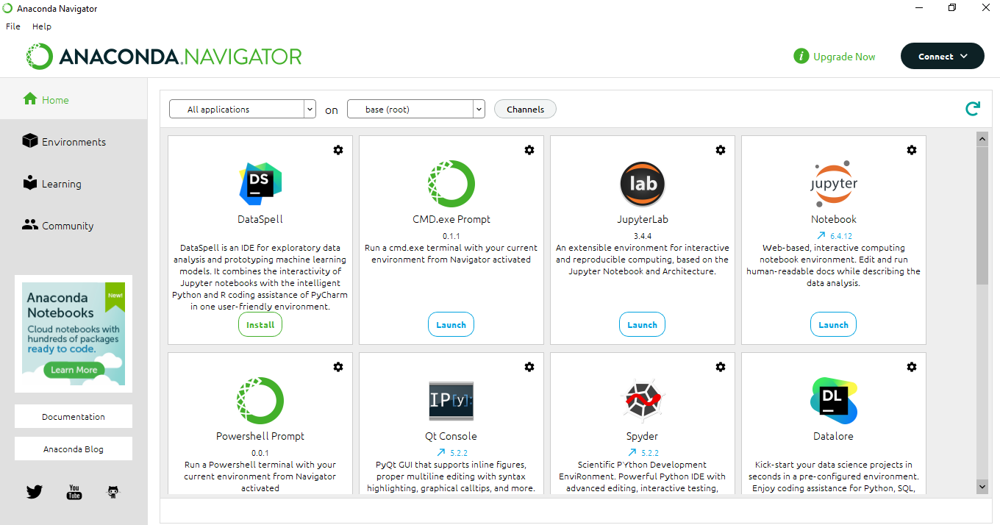 Anaconda Navigator
File Help
ANACONDA.NAVIGATOR
i Upgrade Now
Connect
Home
Environments
Learning
Community
Anaconda
Notebooks
New!
Cloud notebooks with
hundreds of packages
ready to code.
Learn More
Documentation
Anaconda Blog
You
Tube
All applications on base (root) Channels
DS
DataSpell
DataSpell is an IDE for exploratory data
analysis and prototyping machine learning
models. It combines the interactivity of
Jupyter notebooks with the intelligent
Python and R coding assistance of PyCharm
in one user-friendly environment.
Install
CMD.exe Prompt
0.1.1
Run a cmd.exe terminal with your current
environment from Navigator activated
Launch
lab
JupyterLab
3.4.4
An extensible environment for interactive
and reproducible computing, based on the
Jupyter Notebook and Architecture.
Launch
jupyter
Notebook
6.4.12
Web-based, interactive computing
notebook environment. Edit and run
human-readable docs while describing the
data analysis.
Launch
Powershell Prompt
0.0.1
Run a Powershell terminal with your
current environment from Navigator
activated
IP[y]:
Qt Console
5.2.2
PyQt GUI that supports inline figures,
proper multiline editing with syntax
highlighting, graphical calltips, and more.
Spyder
5.2.2
Scientific PYthon Development
EnviRonment. Powerful Python IDE with
advanced editing, interactive testing,
DL
Datalore
Kick-start your data science projects in
seconds in a pre-configured environment.
Enjoy coding assistance for Python, SQL,